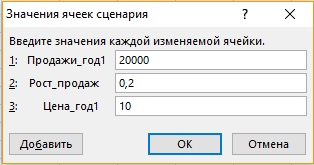 Значения ячеек сценария
?
Введите значения каждой изменяемой ячейки.
1: Продажи_год1 20000
2: Рост_продаж 0,2
3: Цена_год1 10
Добавить ОК Отмена